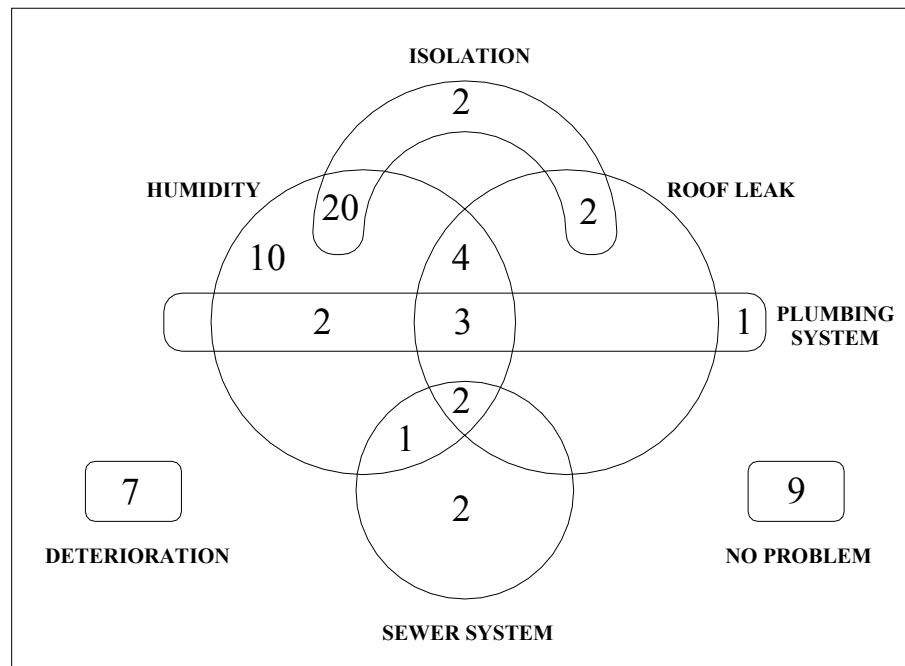 ISOLATION
2
HUMIDITY
ROOF LEAK
20
2
10
4
2
3
1
PLUMBING
SYSTEM
2
1
7
2
9
DETERIORATION
NO PROBLEM
SEWER SYSTEM